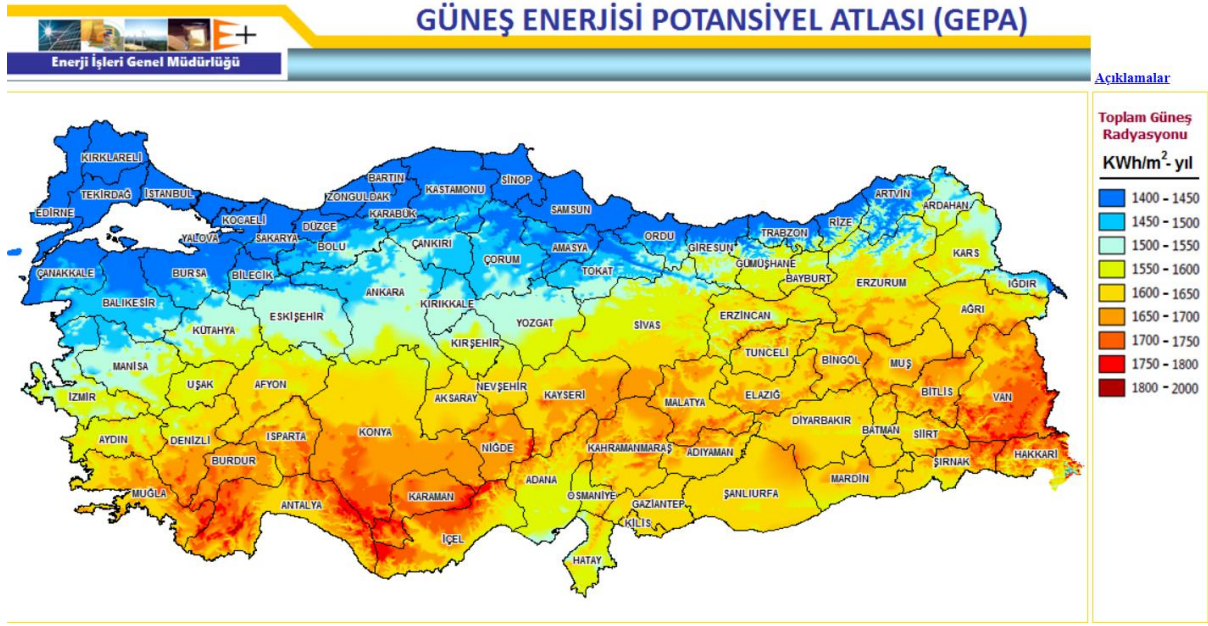 GÜNEŞ ENERJİSİ POTANSİYEL ATLASI (GEPA)
E+
Enerji İşleri Genel Müdürlüğü
Açıklamalar
Toplam Güneş
Radyasyonu
KWh/m²- yıl
1400 - 1450
1450 - 1500
1500 - 1550
1550 - 1600
1600 - 1650
1650 - 1700
1700 - 1750
1750 - 1800
1800 - 2000
KIRKLARELİ
TEKİRDAĞ
İSTANBUL
EDİRNE
KOCAELİ
YALOVA
SAKARYA
DÜZCE
BOLU
ZONGULDAK
BARTIN
KARABÜK
KASTAMONU
SİNOP
SAMSUN
ÇANKIRI
ÇORUM
AMASYA
TOKAT
ORDU
GİRESUN
TRABZON
RİZE
ARTVİN
ARDAHAN
KARS
GÜMÜŞHANE
BAYBURT
ERZURUM
IĞDIR
AĞRI
ÇANAKKALE
BURSA
BİLECİK
BALIKEŞİR
KÜTAHYA
ESKİŞEHİR
ANKARA
KIRIKKALE
YOZGAT
SİVAS
ERZİNCAN
KIRŞEHİR
TUNCELİ
BİNGÖL
MUŞ
BİTLİS
VAN
MANİSA
UŞAK
AFYON
İZMİR
NEVŞEHİR
AKSARAY
KAYSERİ
MALATYA
ELAZIĞ
DİYARBAKIR
BATMAN
SİİRT
AYDIN
DENİZLİ
ISPARTA
BURDUR
KONYA
NİĞDE
KAHRAMANMARAŞ
ADIYAMAN
ŞIRNAK
HAKKARİ
MARDİN
MUĞLA
ANTALYA
KARAMAN
ADANA
OSMANİYE
GAZİANTEP
ŞANLIURFA
KİLİS
İÇEL
HATAY